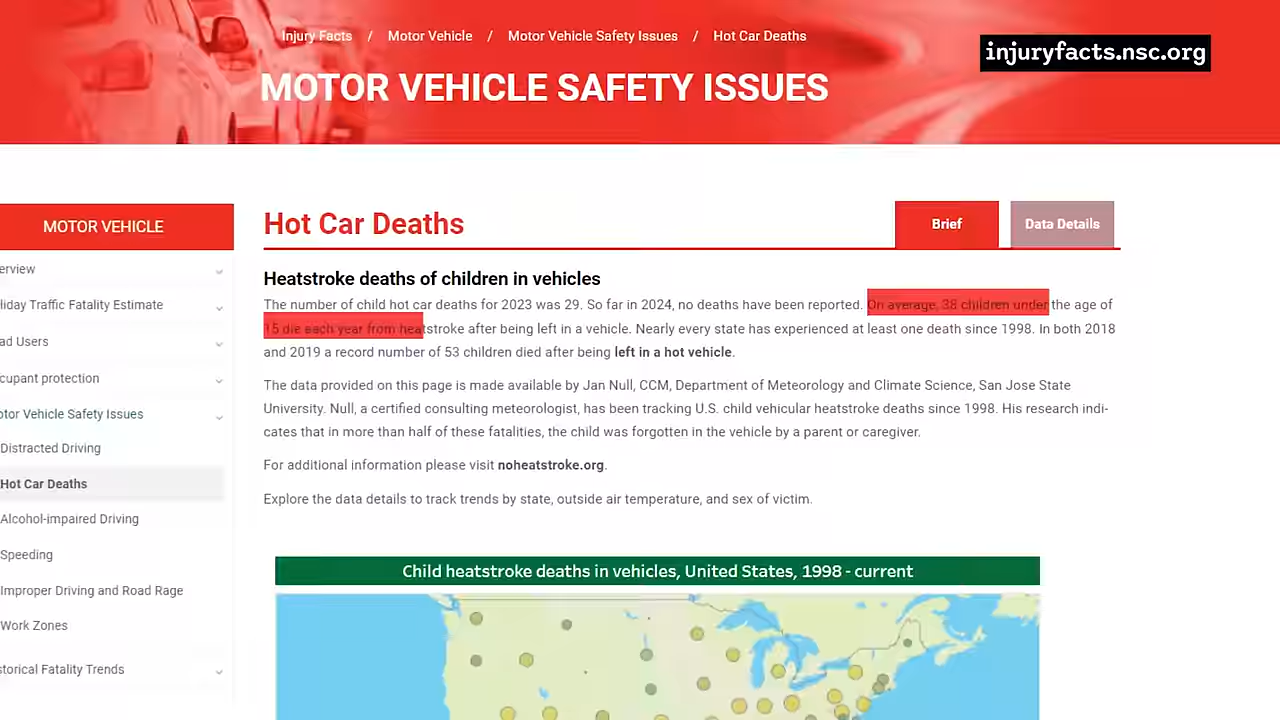 Injury Facts / Motor Vehicle / Motor Vehicle Safety Issues / Hot Car Deaths
injuryfacts.nsc.org
MOTOR VEHICLE SAFETY ISSUES
MOTOR VEHICLE
erview
liday Traffic Fatality Estimate
ad Users
cupant protection
otor Vehicle Safety Issues
Distracted Driving
Hot Car Deaths
Alcohol-impaired Driving
Speeding
Improper Driving and Road Rage
Work Zones
storical Fatality Trends
Hot Car Deaths
Brief
Data Details
Heatstroke deaths of children in vehicles
The number of child hot car deaths for 2023 was 29. So far in 2024, no deaths have been reported. On average, 38 children under the age of
15 die each year from heatstroke after being left in a vehicle. Nearly every state has experienced at least one death since 1998. In both 2018
and 2019 a record number of 53 children died after being left in a hot vehicle.
The data provided on this page is made available by Jan Null, CCM, Department of Meteorology and Climate Science, San Jose State
University. Null, a certified consulting meteorologist, has been tracking U.S. child vehicular heatstroke deaths since 1998. His research indi-
cates that in more than half of these fatalities, the child was forgotten in the vehicle by a parent or caregiver.
For additional information please visit noheatstroke.org.
Explore the data details to track trends by state, outside air temperature, and sex of victim.
Child heatstroke deaths in vehicles, United States, 1998 - current